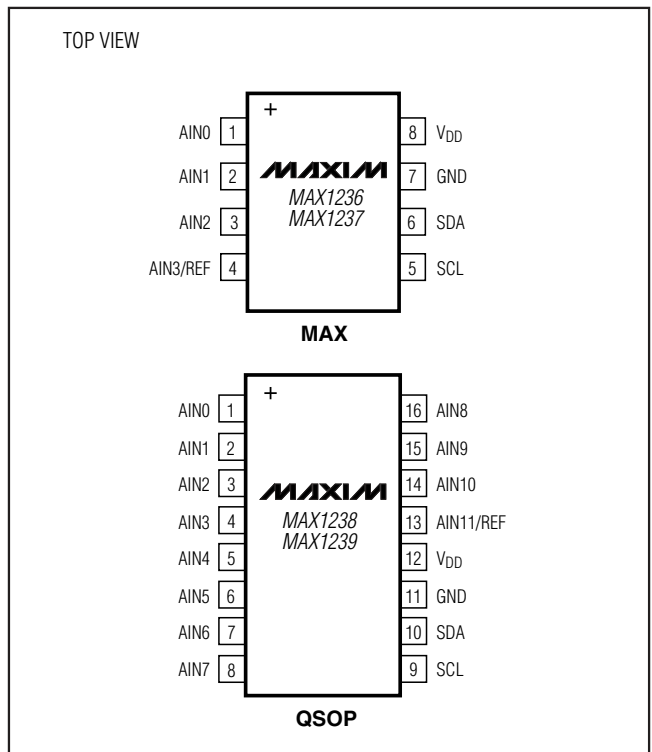 TOP VIEW
+
AIN0 1
8 VDD
AIN1 2
MAXIM
7 GND
MAX1236
MAX1237
AIN2 3
6 SDA
AIN3/REF 4
5 SCL
MAX
+
AIN0 1
16 AIN8
AIN1 2
15 AIN9
AIN2 3
MAXIM
14 AIN10
AIN3 4
MAX1238
13 AIN11/REF
MAX1239
AIN4 5
12 VDD
AIN5 6
11 GND
AIN6 7
10 SDA
AIN7 8
9 SCL
QSOP